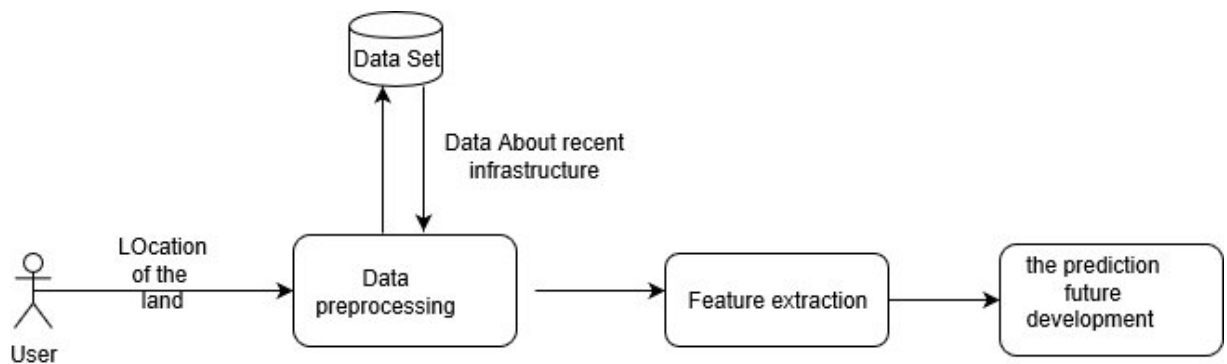 Data Set
Data About recent
infrastructure
LOcation
of the
land
User
Data
preprocessing
Feature extraction
the prediction
future
development